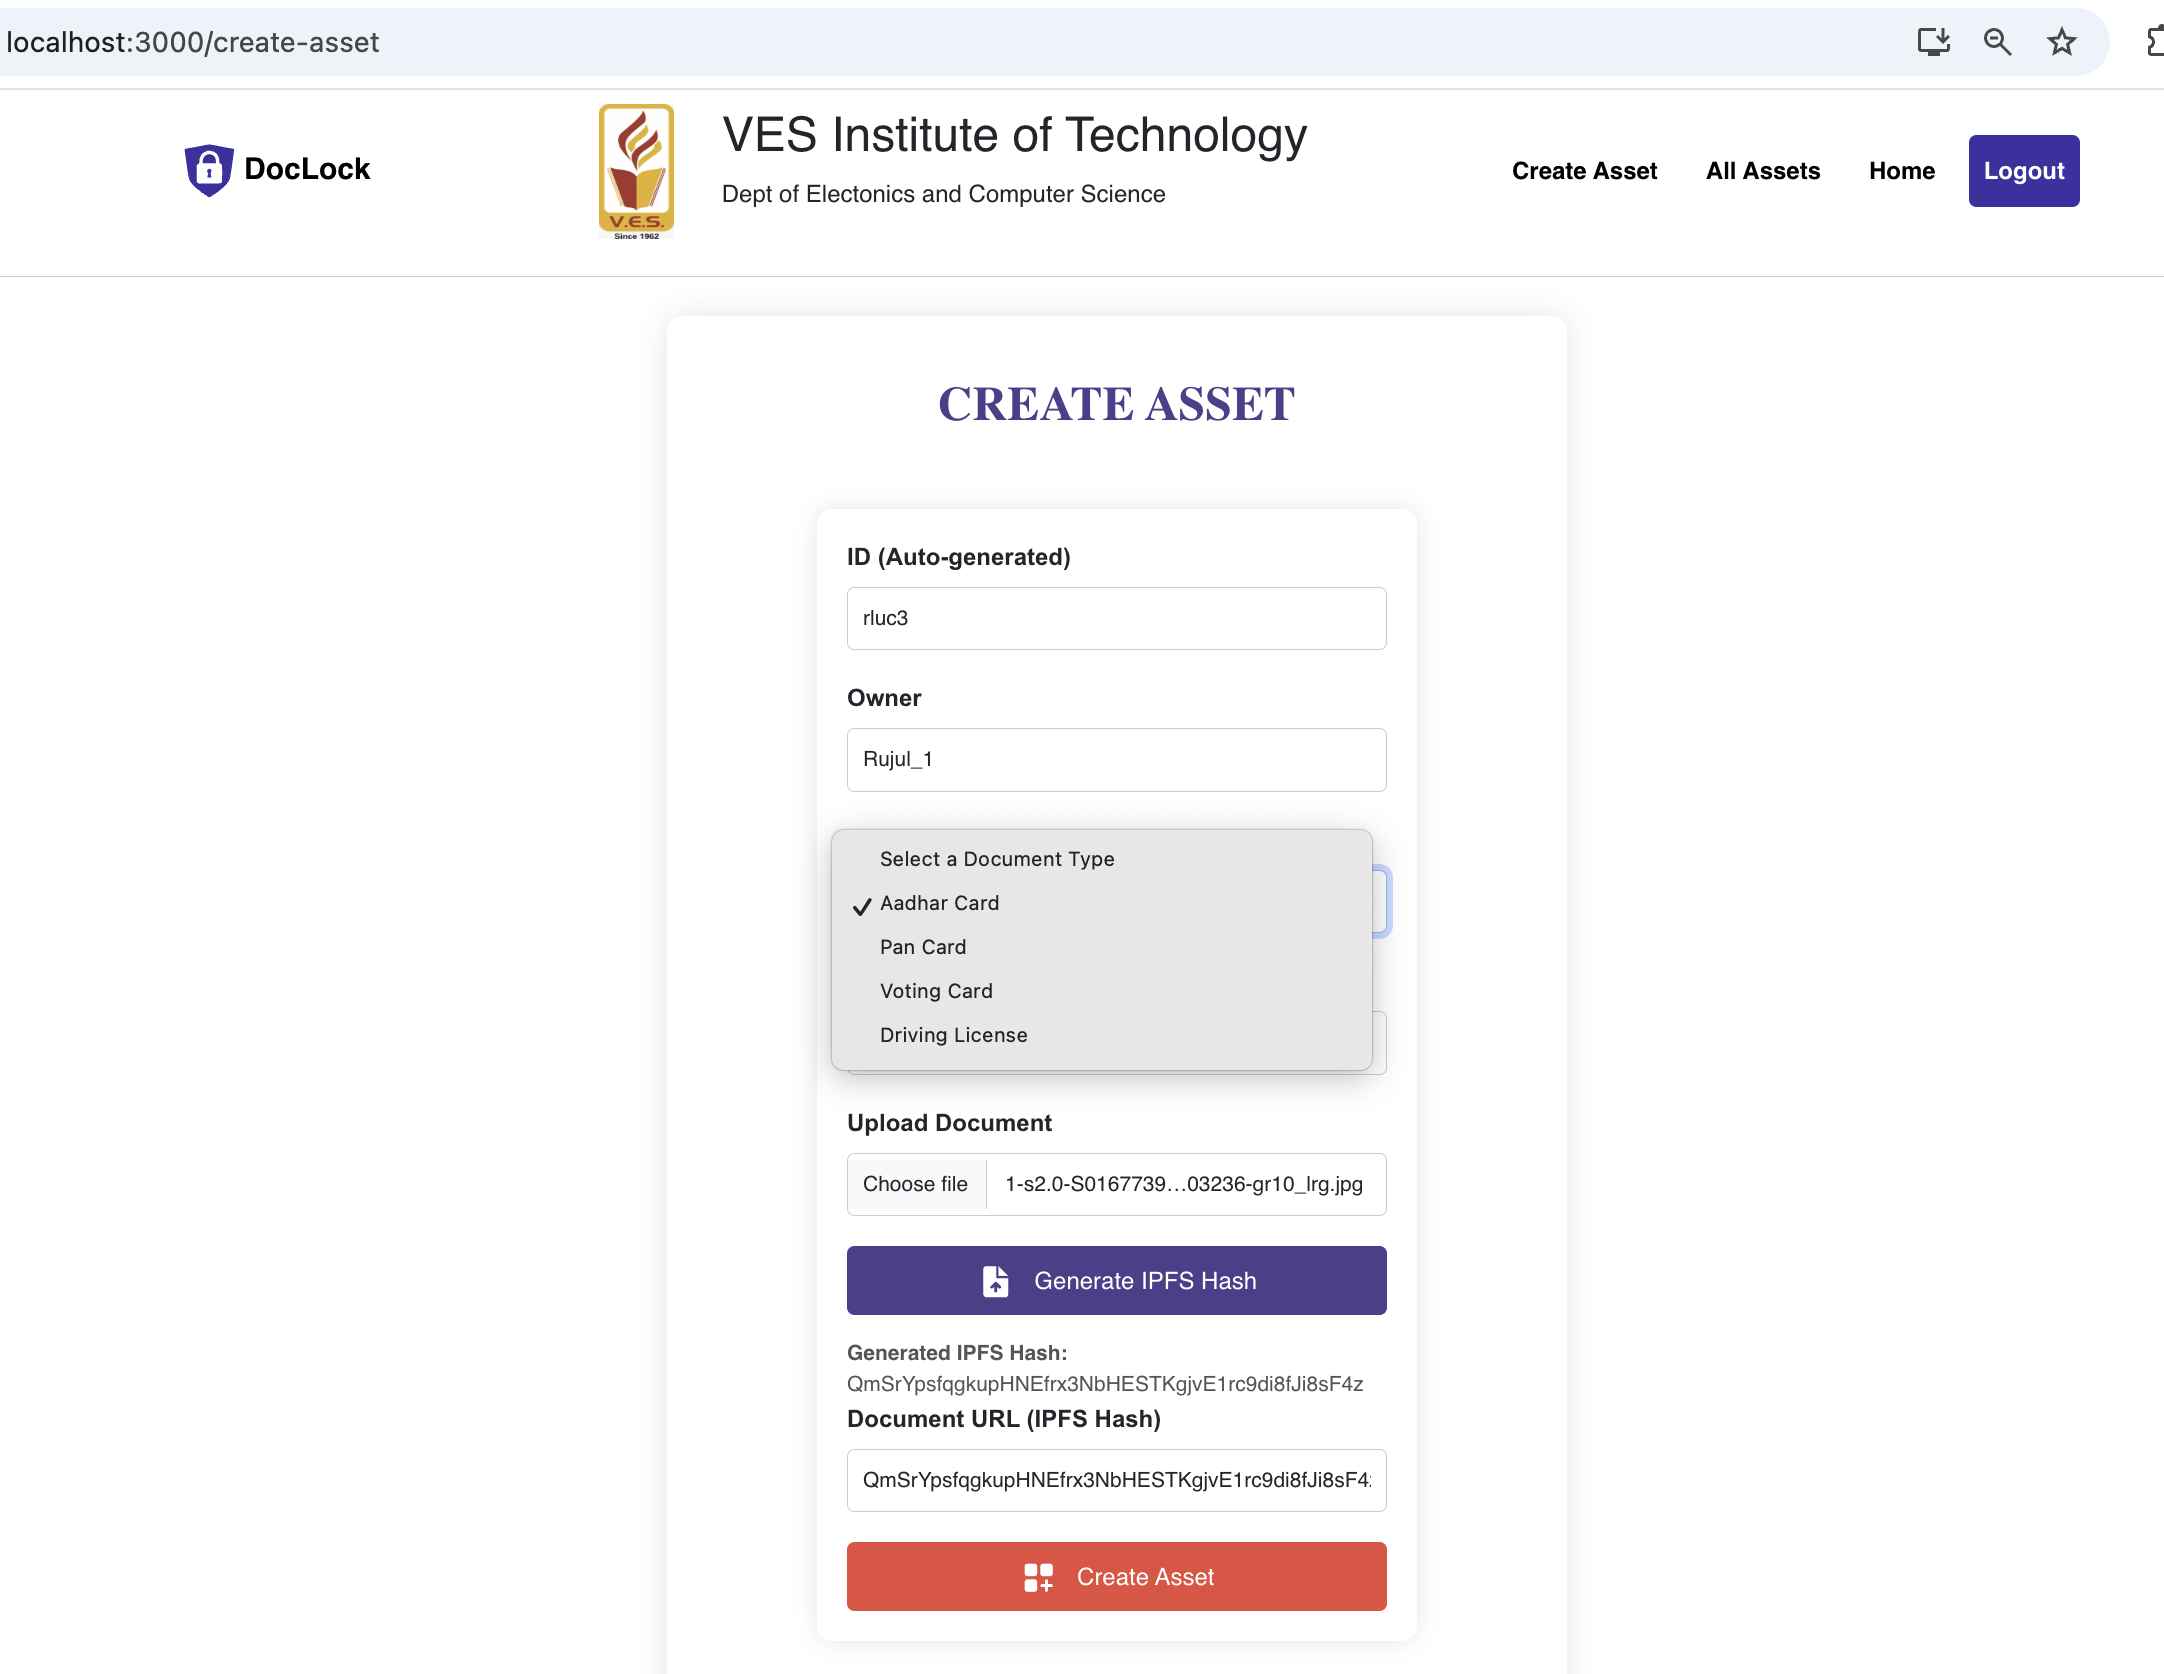 localhost:3000/create-asset
DocLock
V.E.S.
Since 1962
VES Institute of Technology
Dept of Electonics and Computer Science
Create Asset
All Assets
Home
Logout
CREATE ASSET
ID (Auto-generated)
rluc3
Owner
Rujul_1
Select a Document Type
✓ Aadhar Card
Pan Card
Voting Card
Driving License
Upload Document
Choose file 1-s2.0-S0167739...03236-gr10_lrg.jpg
Generate IPFS Hash
Generated IPFS Hash:
QmSrYpsfqgkupHNEfrx3NbHESTKgjvE1rc9di8fJi8sF4z
Document URL (IPFS Hash)
QmSrYpsfqgkupHNEfrx3NbHESTKgjvE1rc9di8fJi8sF4
Create Asset